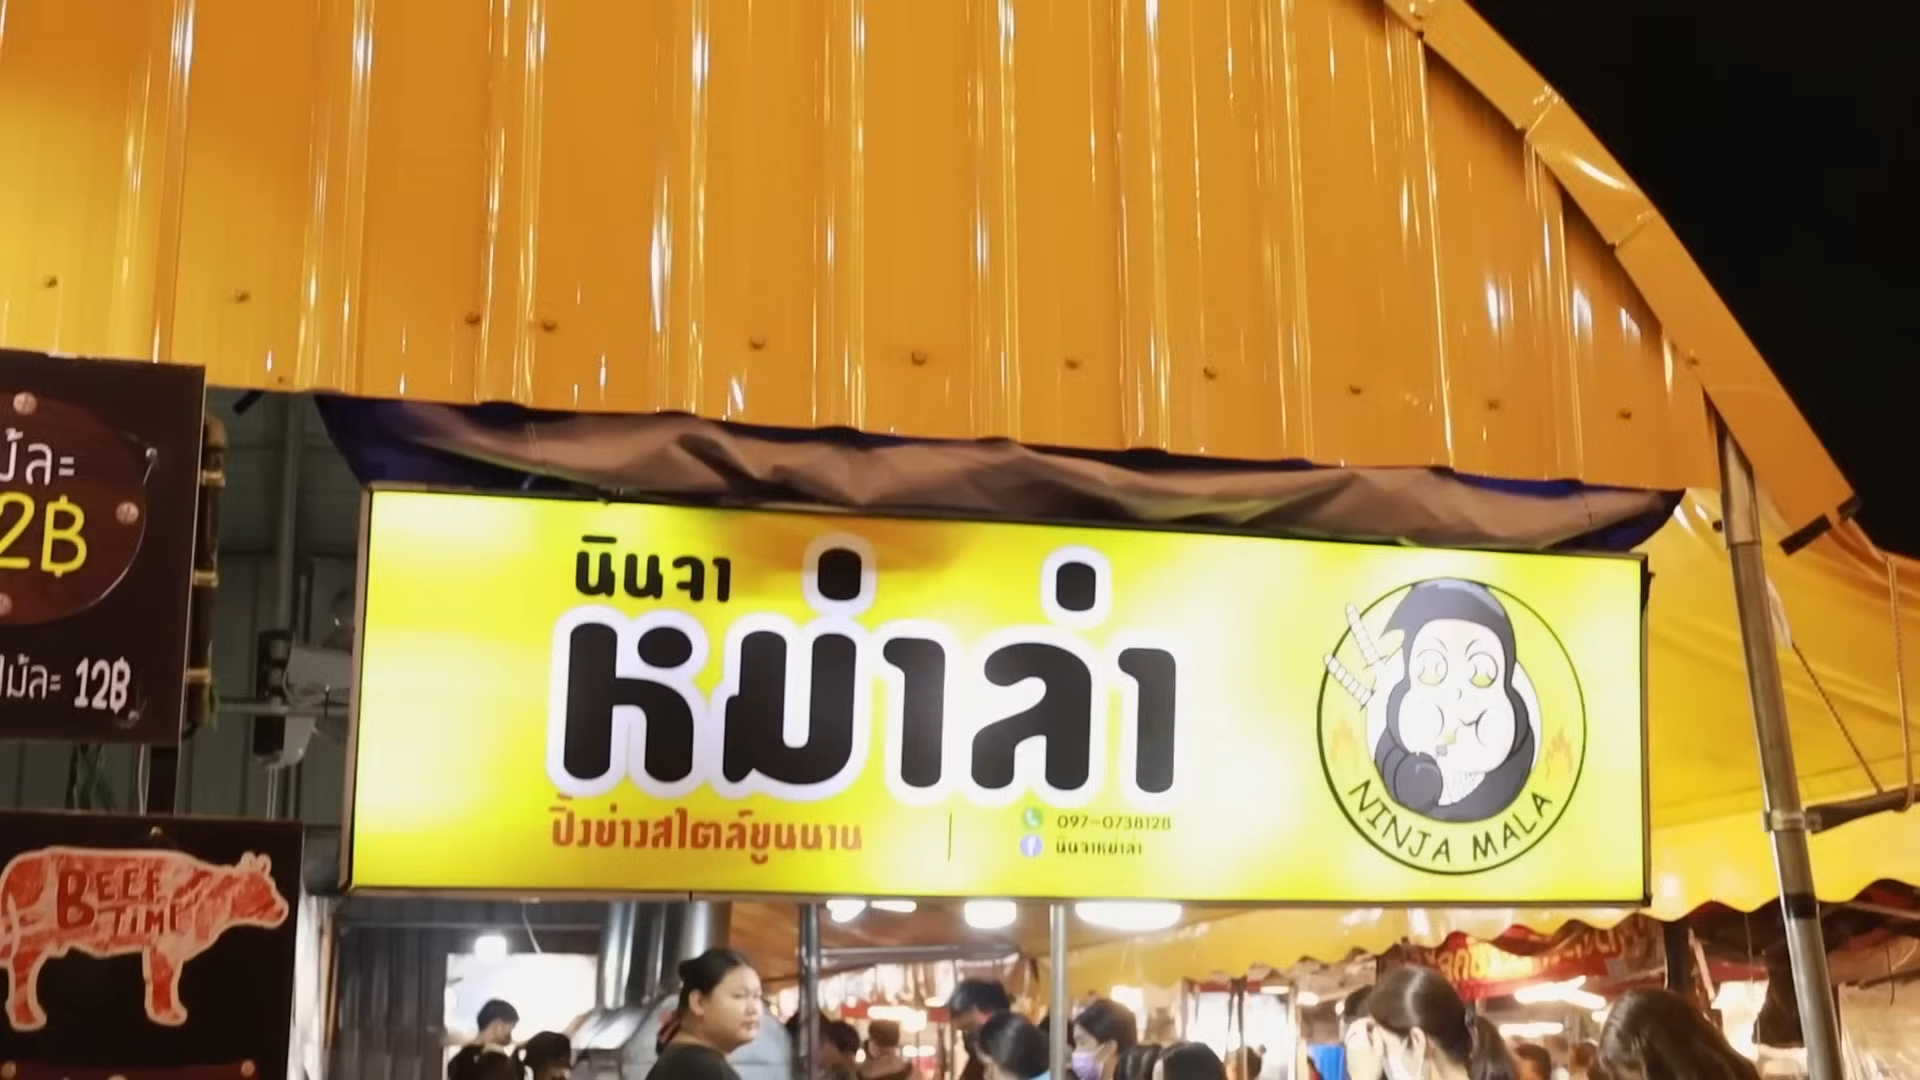 ม้ละ
2฿
ไม้ละ 12฿
BEEF
TIME
นินจา
หม่าล่า
ปิ้งย่างสไตล์ยูนนาน
097-0738128
นินจาหม่าล่า
NINJA MALA